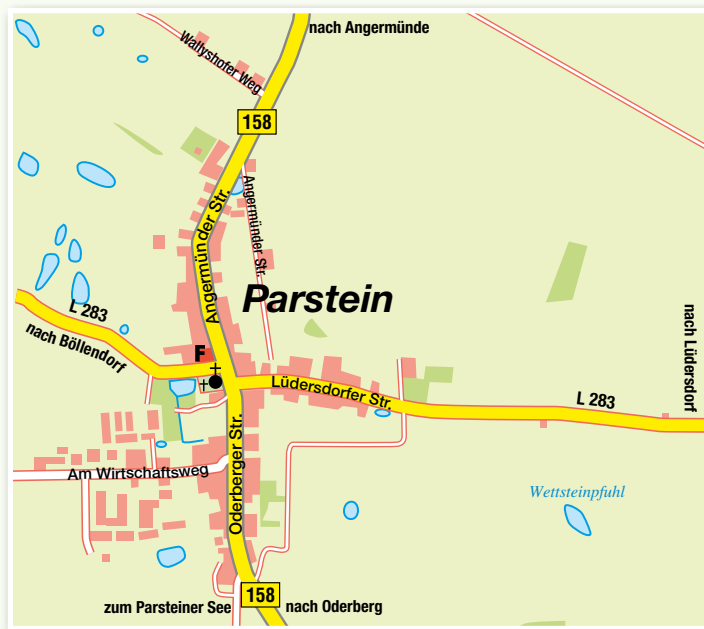 nach Angermünde
Wallyshofer Weg
158
Angermünder Str.
Angermünder Str.
Parstein
L 283
nach Böllendorf
F
nach Lüdersdorf
Lüdersdorfer Str.
L 283
Oderberger Str.
Am Wirtschaftsweg
Wettsteinpfuhl
158
zum Parsteiner See
nach Oderberg